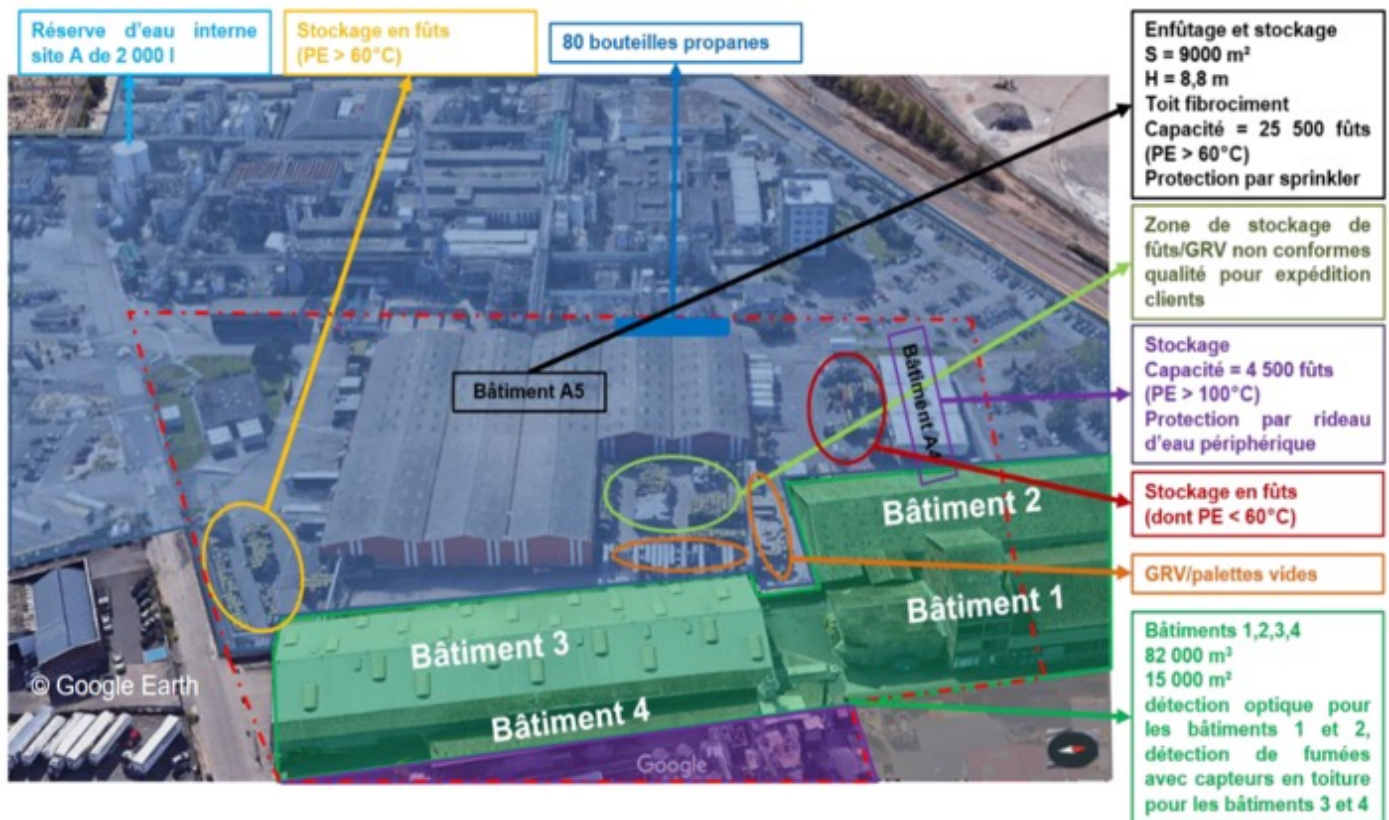 Réserve d'eau interne
site A de 2 000 l
Stockage en fûts
(PE > 60°C)
80 bouteilles propanes
Enfûtage et stockage
S = 9000 m²
H = 8,8 m
Toit fibrociment
Capacité = 25 500 fûts
(PE > 60°C)
Protection par sprinkler
Zone de stockage de
fûts/GRV non conformes
qualité pour expédition
clients
Stockage
Capacité = 4 500 fûts
(PE > 100°C)
Protection par rideau
d'eau périphérique
Stockage en fûts
(dont PE < 60°C)
GRV/palettes vides
Bâtiments 1,2,3,4
82 000 m³
15 000 m²
détection optique pour
les bâtiments 1 et 2,
détection de fumées
avec capteurs en toiture
pour les bâtiments 3 et 4
Bâtiment A5
Bâtiment A4
Bâtiment 2
Bâtiment 1
Bâtiment 3
Bâtiment 4
© Google Earth
Google